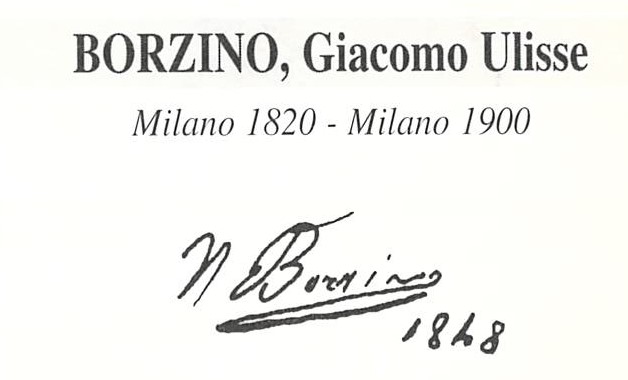 BORZINO, Giacomo Ulisse
Milano 1820 - Milano 1900
U Borzino
1848